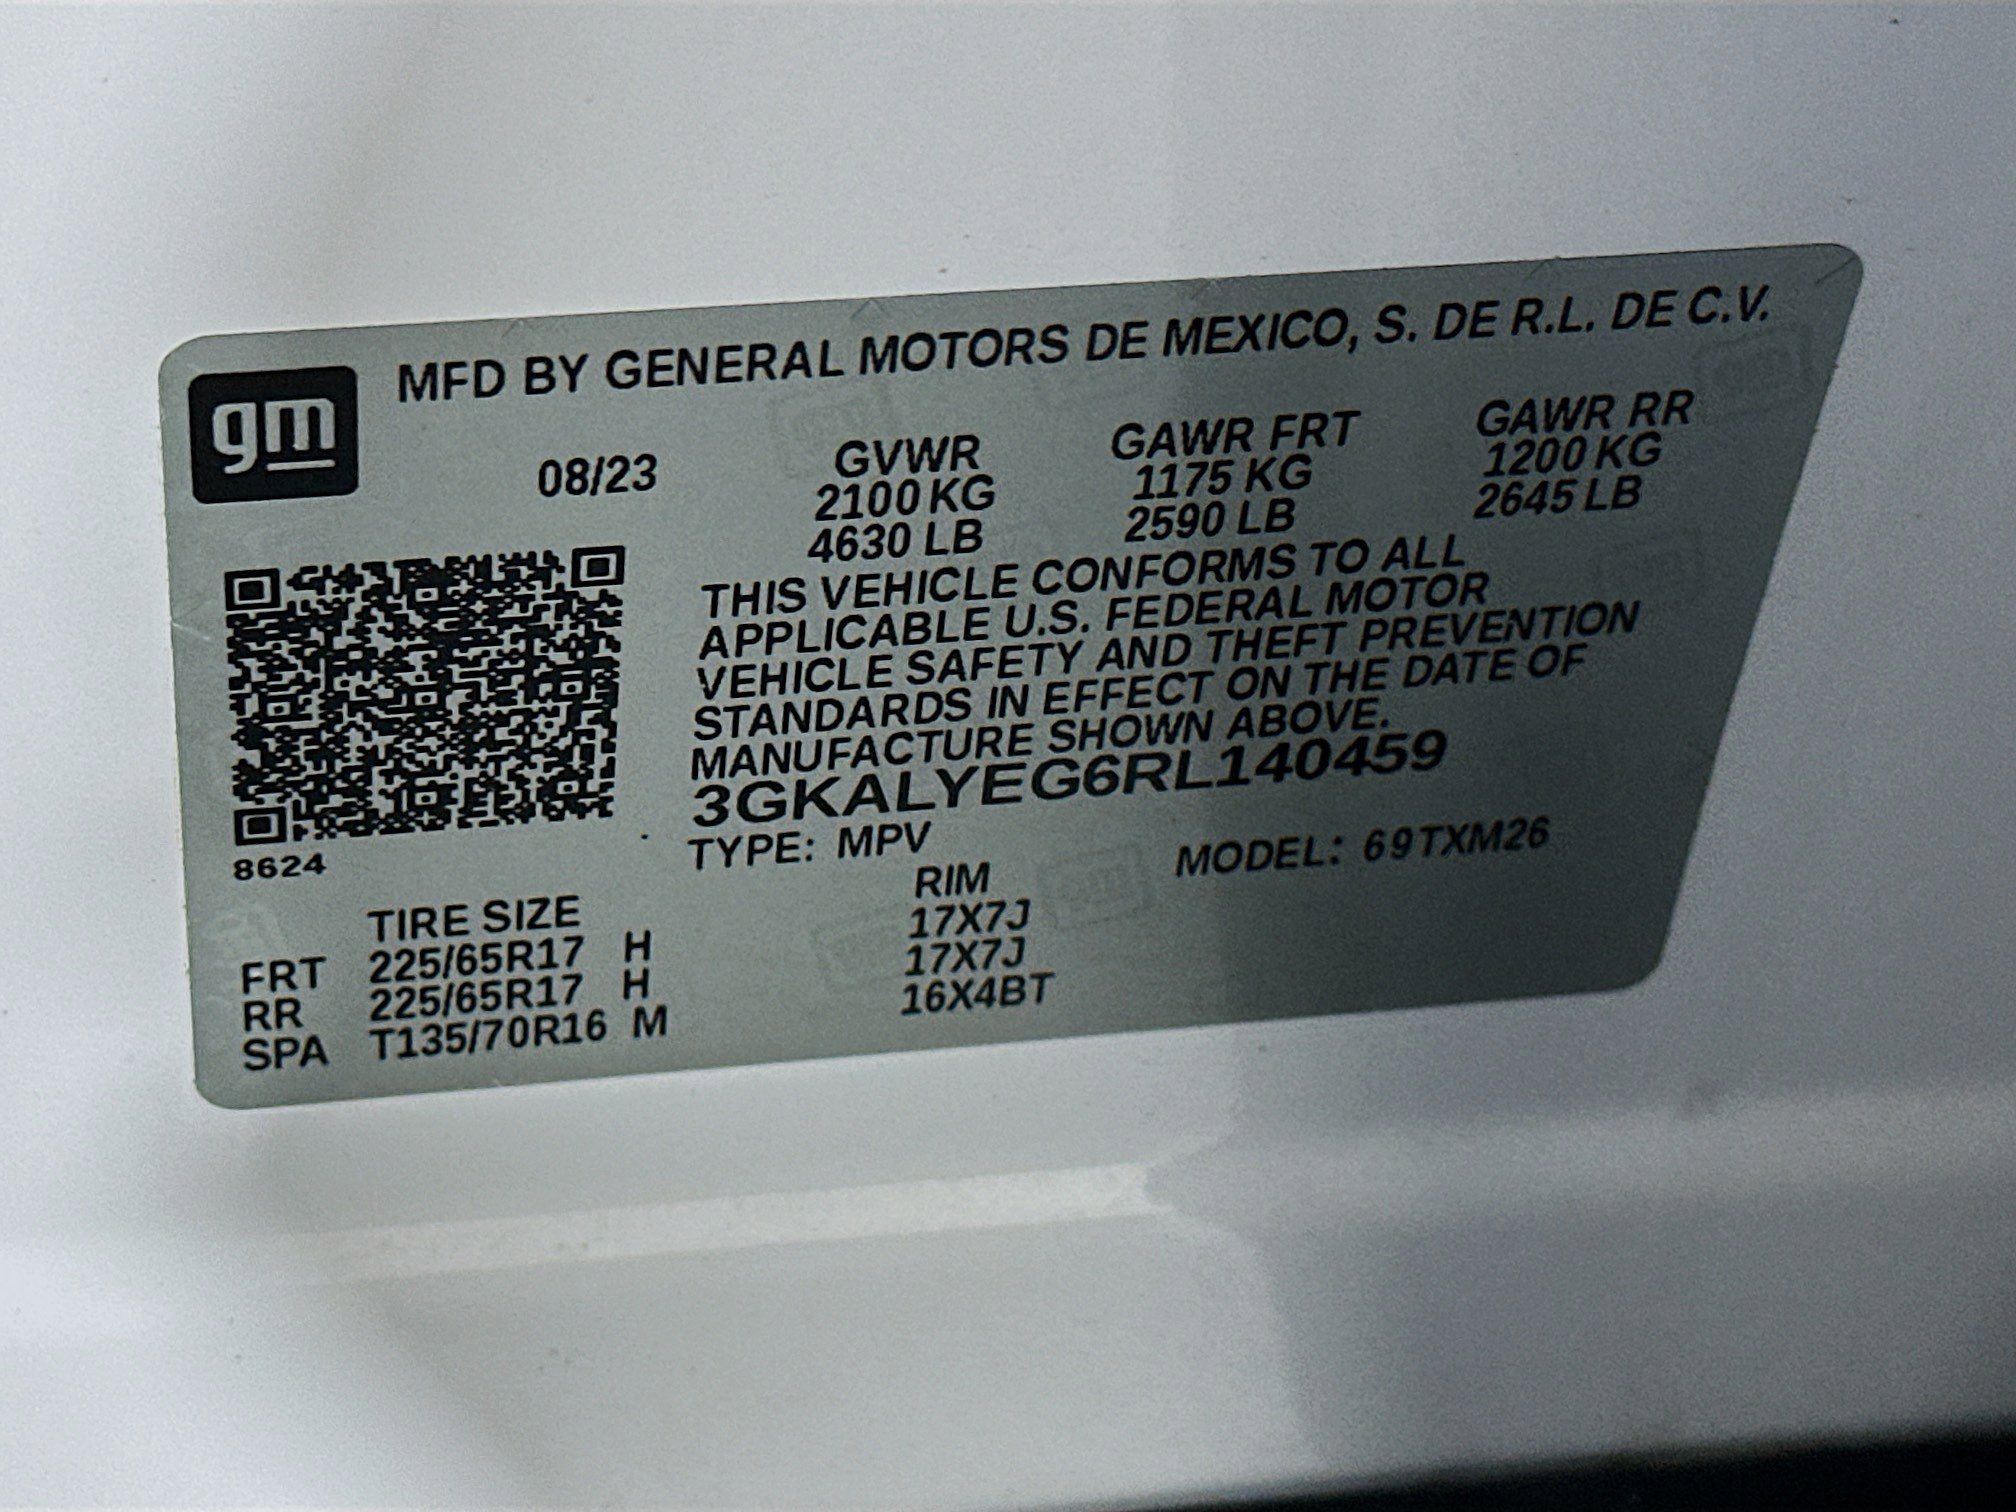 gm
MFD BY GENERAL MOTORS DE MEXICO, S. DE R.L. DE C.V.
08/23 GVWR GAWR FRT GAWR RR
2100 KG 1175 KG 1200 KG
4630 LB 2590 LB 2645 LB
THIS VEHICLE CONFORMS TO ALL
APPLICABLE U.S. FEDERAL MOTOR
VEHICLE SAFETY AND THEFT PREVENTION
STANDARDS IN EFFECT ON THE DATE OF
MANUFACTURE SHOWN ABOVE.
3GKALYEG6RL140459
TYPE: MPV MODEL: 69TXM26
8624
TIRE SIZE RIM
FRT 225/65R17 H 17X7J
RR 225/65R17 H 17X7J
SPA T135/70R16 M 16X4BT